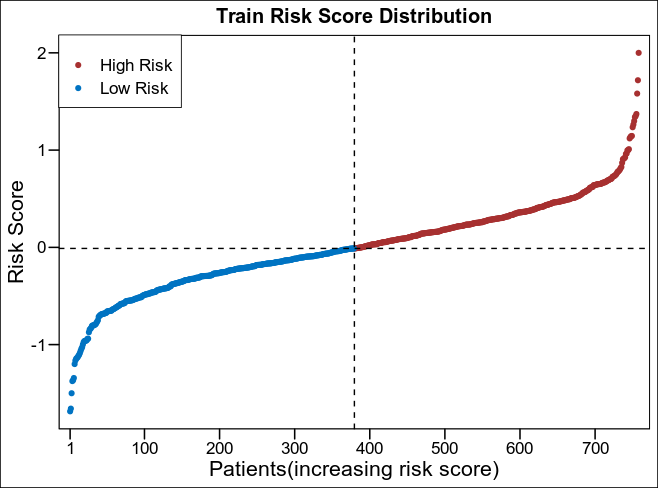 Train Risk Score Distribution
High Risk
Low Risk
2
1
0
-1
Risk Score
1 100 200 300 400 500 600 700
Patients(increasing risk score)